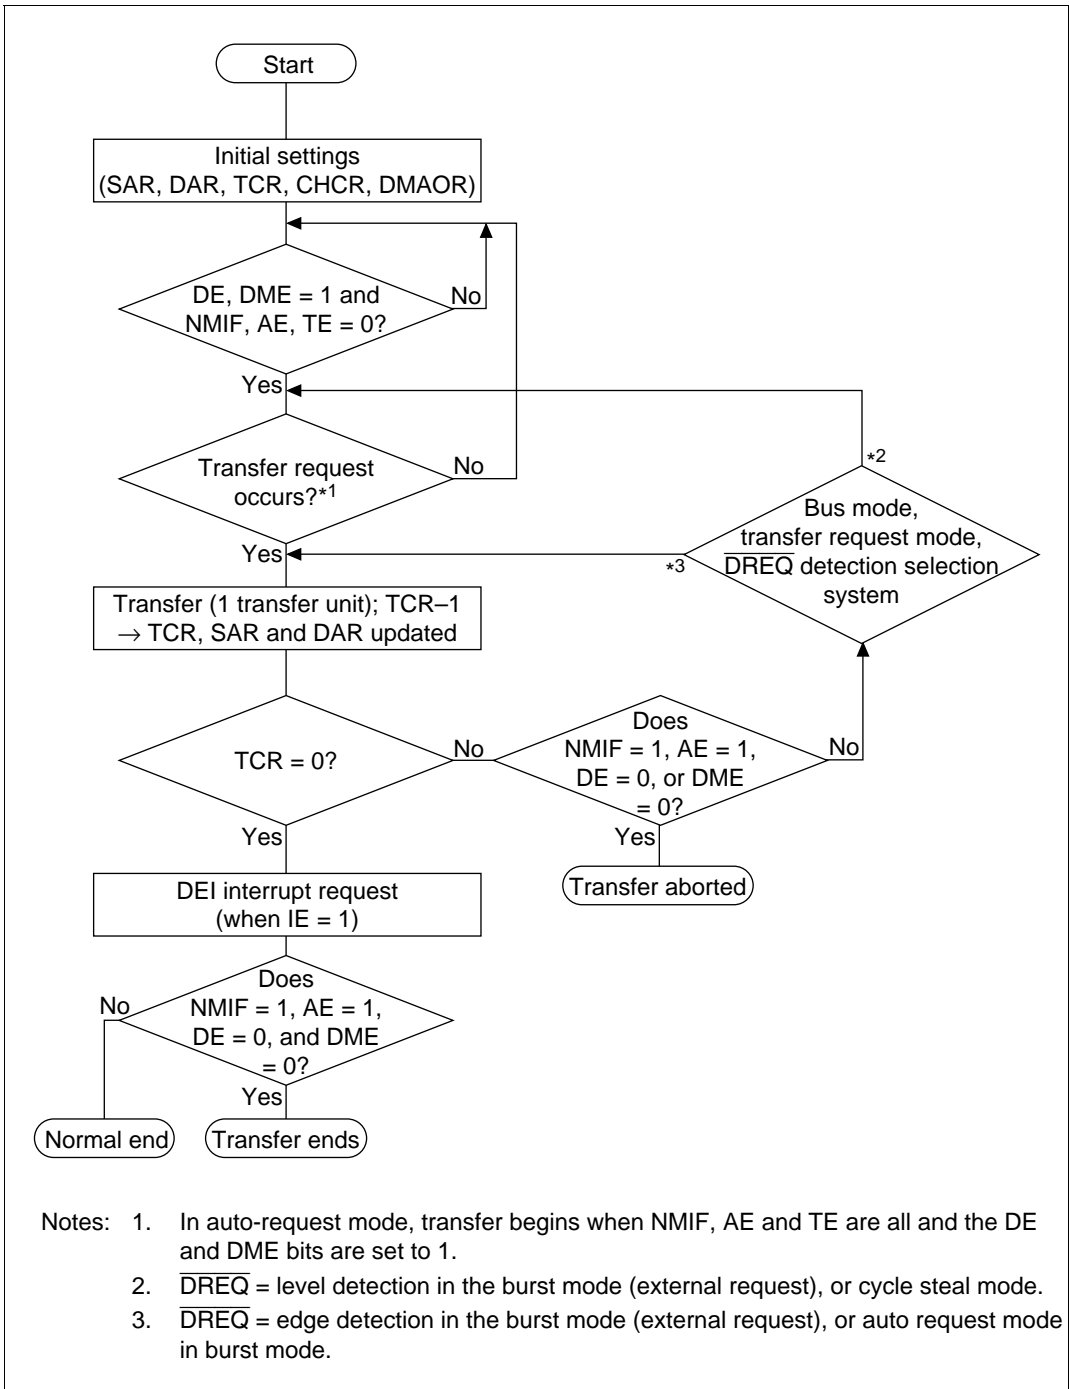 Start
Initial settings
(SAR, DAR, TCR, CHCR, DMAOR)
DE, DME = 1 and
NMIF, AE, TE = 0?
No
Yes
Transfer request
occurs?*1
No
*2
Bus mode,
transfer request mode,
DREQ detection selection
system
Yes
*3
Transfer (1 transfer unit); TCR–1
→ TCR, SAR and DAR updated
TCR = 0?
No
Does
NMIF = 1, AE = 1,
DE = 0, or DME
= 0?
No
Yes
Yes
DEI interrupt request
(when IE = 1)
Transfer aborted
Does
NMIF = 1, AE = 1,
DE = 0, and DME
= 0?
No
Yes
Normal end
Transfer ends
Notes: 1. In auto-request mode, transfer begins when NMIF, AE and TE are all and the DE
and DME bits are set to 1.
2. DREQ = level detection in the burst mode (external request), or cycle steal mode.
3. DREQ = edge detection in the burst mode (external request), or auto request mode
in burst mode.